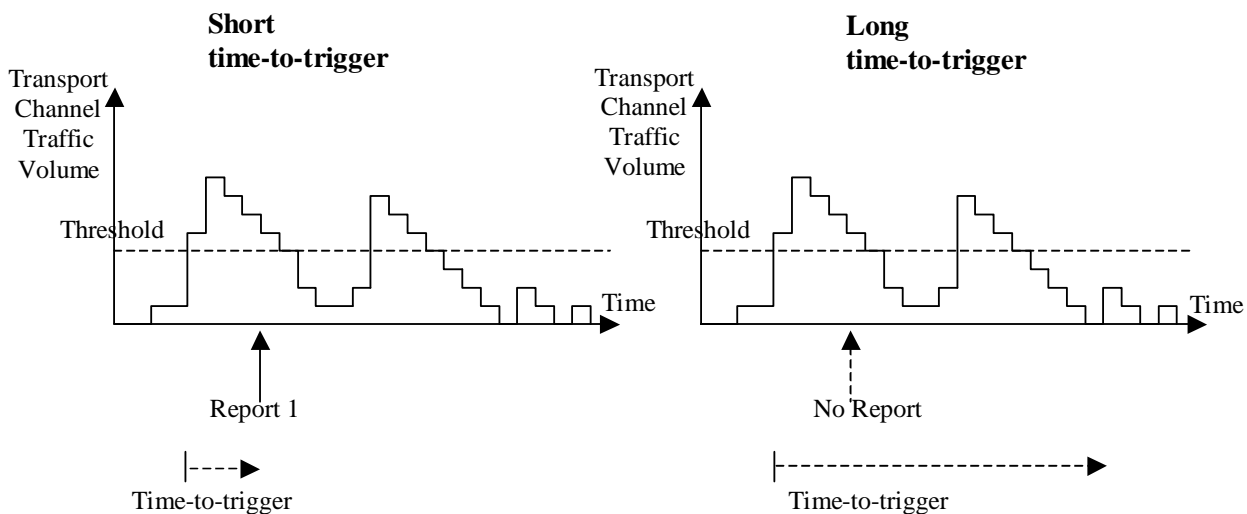 Short
time-to-trigger
Transport
Channel
Traffic
Volume
Threshold
Time
Report 1
Time-to-trigger
Long
time-to-trigger
Transport
Channel
Traffic
Volume
Threshold
Time
No Report
Time-to-trigger